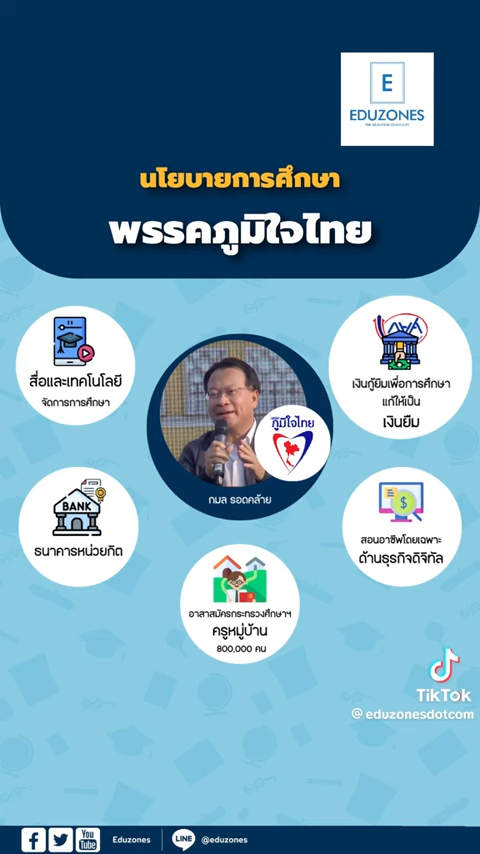 E
EDUZONES
นโยบายการศึกษา
พรรคภูมิใจไทย
สื่อและเทคโนโลยี
จัดการการศึกษา
เงินกู้ยืมเพื่อการศึกษา
แก้ให้เป็น
เงินยืม
ภูมิใจไทย
กมล รอดคล้าย
BANK
ธนาคารหน่วยกิต
สอนอาชีพโดยเฉพาะ
ด้านธุรกิจดิจิทัล
อาสาสมัครกระทรวงศึกษาฯ
ครูหมู่บ้าน
800,000 คน
TikTok
@eduzonesdotcom
You
Tube
Eduzones
LINE
@eduzones